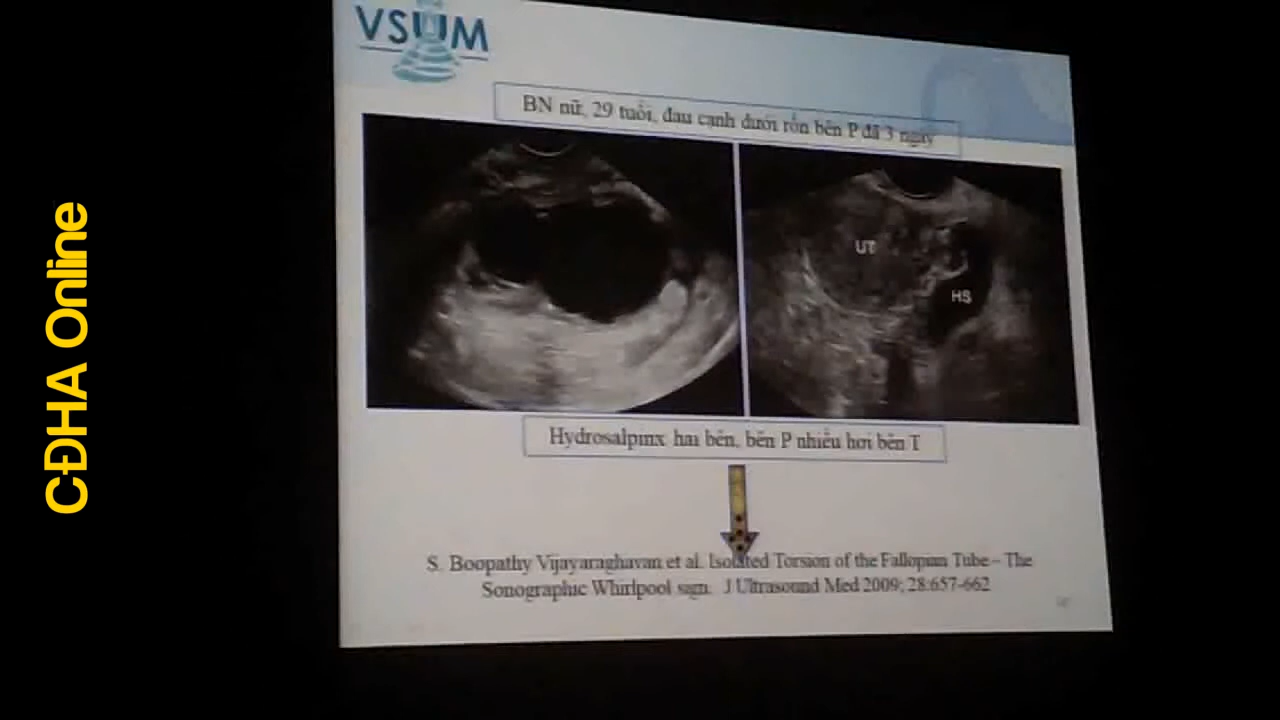 CĐHA Online
VSUM
BN nữ, 29 tuổi, đau cạnh dưới rốn bên P đã 3 ngày
UT
HS
Hydrosalpinx hai bên, bên P nhiều hơi bên T
S. Boopathy Vijayaraghavan et al. Isolated Torsion of the Fallopian Tube – The
Sonographic Whirlpool sign. J Ultrasound Med 2009; 28:657-662